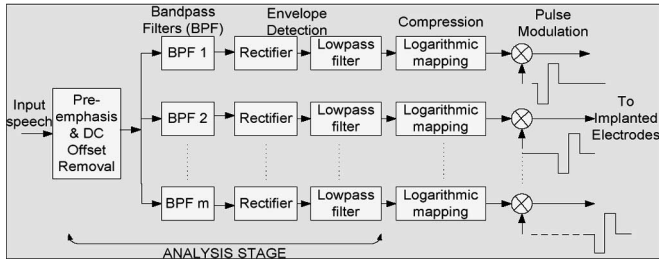 Bandpass
Filters (BPF)
Envelope
Detection
Compression
Pulse
Modulation
BPF 1
Rectifier
Lowpass
filter
Logarithmic
mapping
Input
speech
Pre-
emphasis
& DC
Offset
Removal
BPF 2
Rectifier
Lowpass
filter
Logarithmic
mapping
To
Implanted
Electrodes
BPF m
Rectifier
Lowpass
filter
Logarithmic
mapping
ANALYSIS STAGE